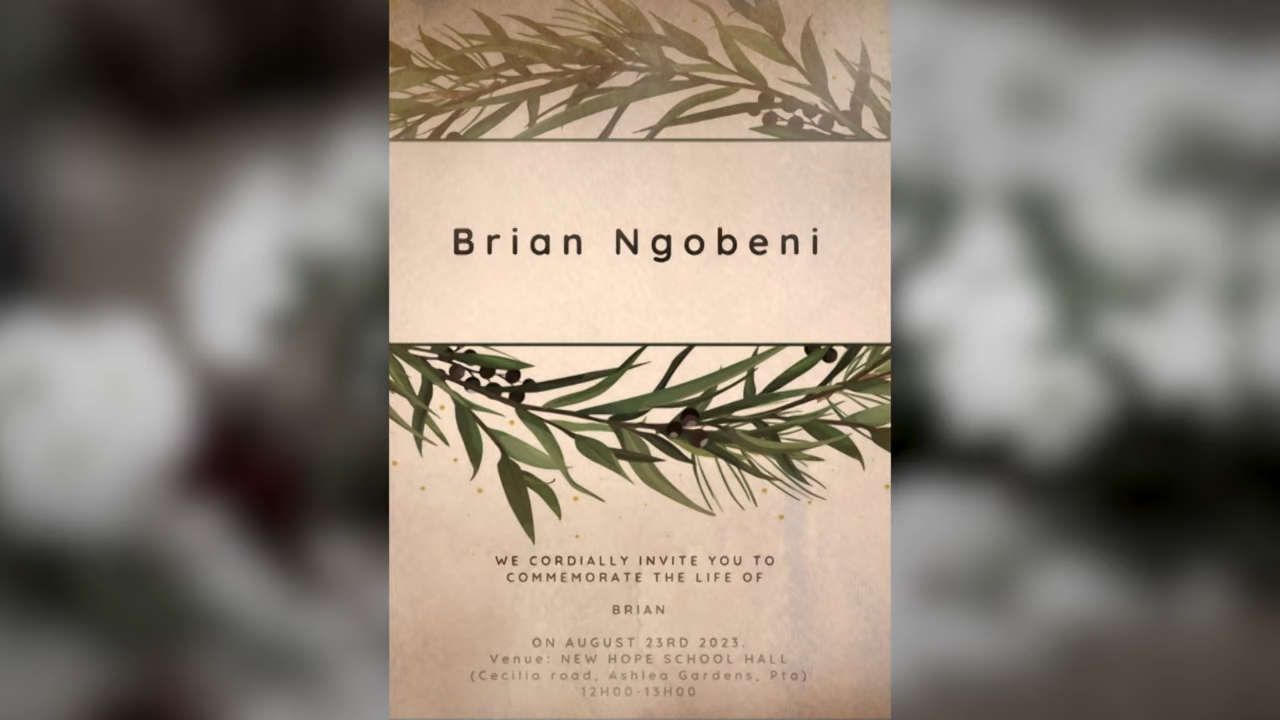 Brian Ngobeni
WE CORDIALLY INVITE YOU TO
COMMEMORATE THE LIFE OF
BRIAN
ON AUGUST 23RD 2023.
Venue: NEW HOPE SCHOOL HALL
(Cecilia road, Ashlea Gardens, Pta)
12H00-13H00